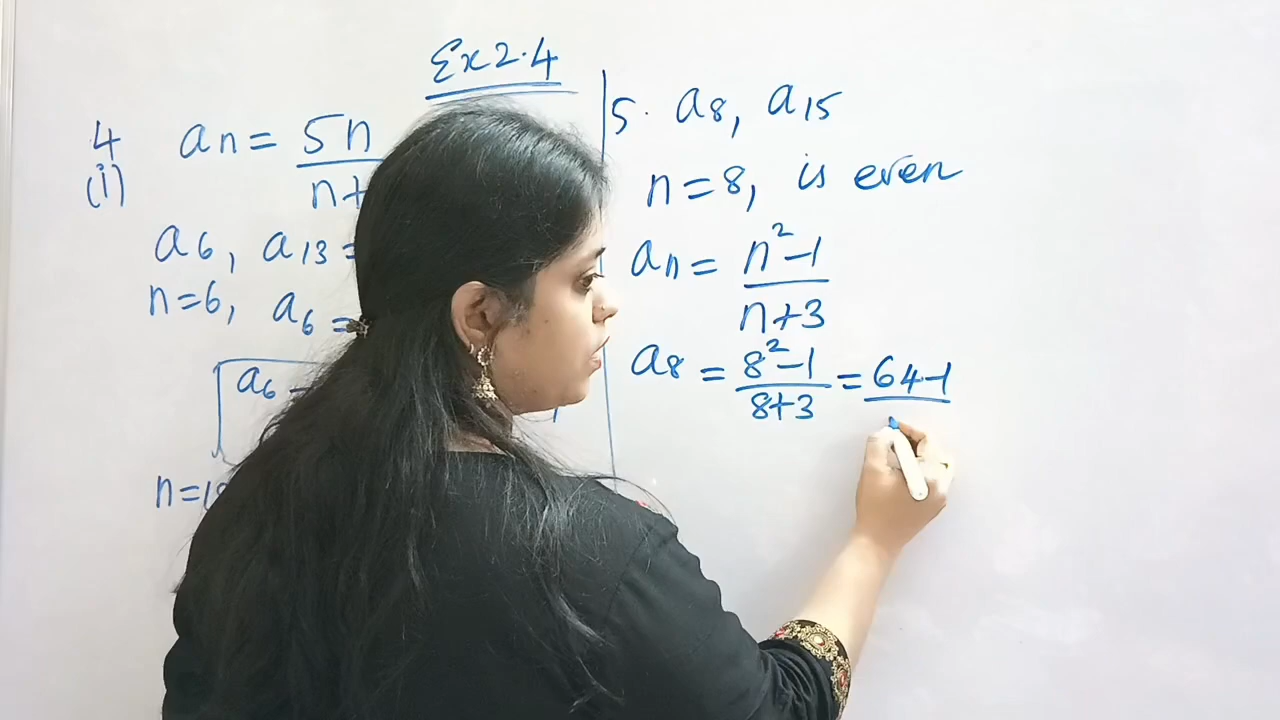 Ex 2.4
4
(i)
an = 5n / n+
a6, a13 =
n=6, a6 =
a6
n=
5. a8, a15
n=8, is even
an = n²-1 / n+3
a8 = 8²-1 / 8+3 = 64-1